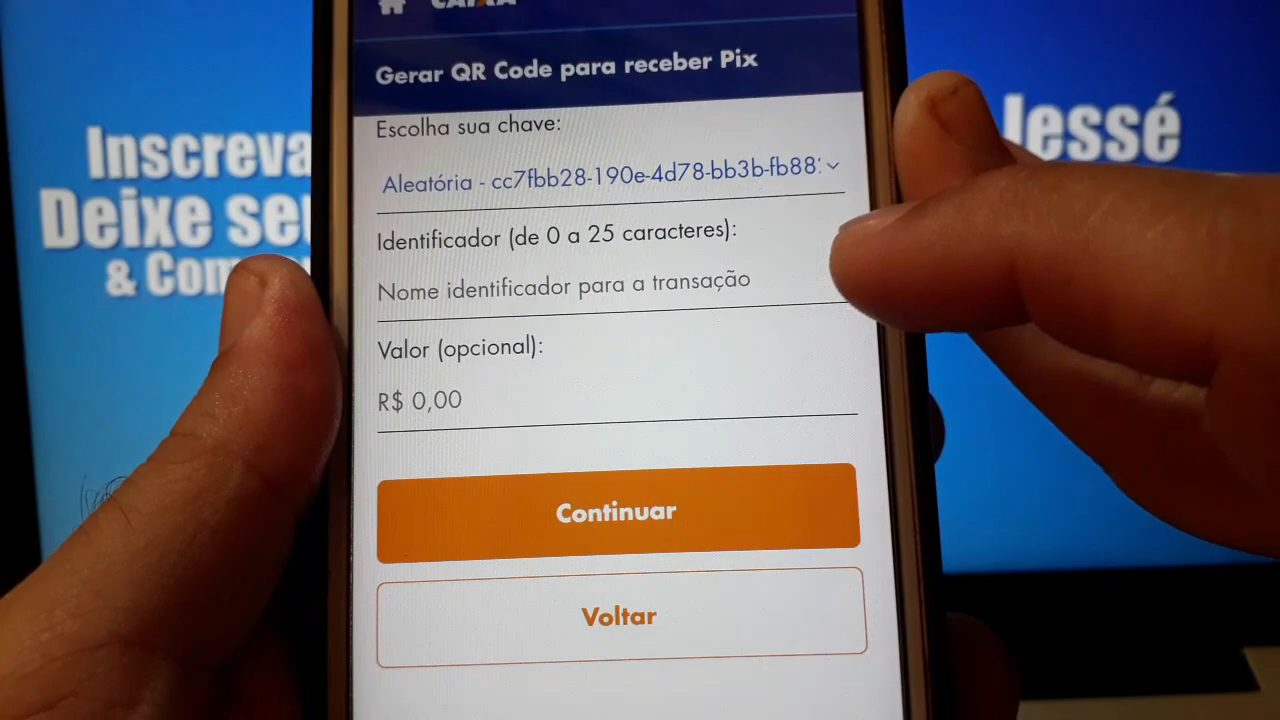 CAIXA
Gerar QR Code para receber Pix
Escolha sua chave:
Aleatória - cc7fbb28-190e-4d78-bb3b-fb88
Identificador (de 0 a 25 caracteres):
Nome identificador para a transação
Valor (opcional):
R$ 0,00
Continuar
Voltar
Inscreva
Deixe seu
& Com
Jessé